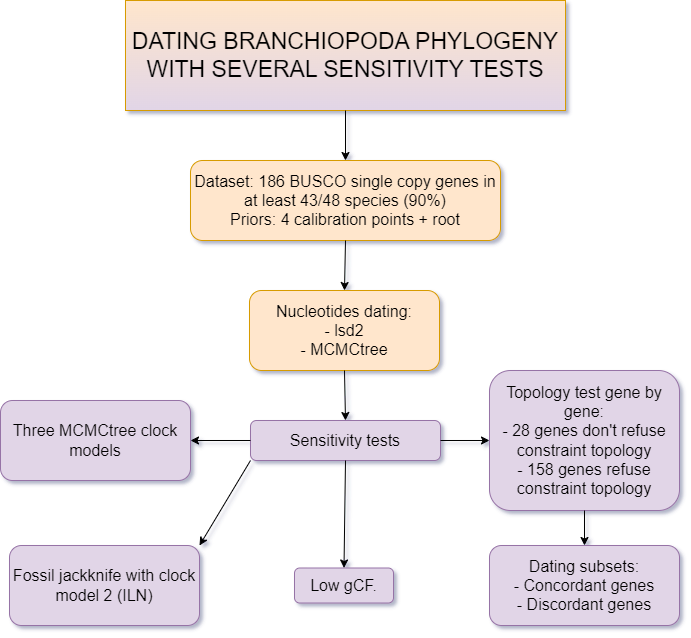 DATING BRANCHIOPODA PHYLOGENY
WITH SEVERAL SENSITIVITY TESTS
Dataset: 186 BUSCO single copy genes in
at least 43/48 species (90%)
Priors: 4 calibration points + root
Nucleotides dating:
- lsd2
- MCMCtree
Three MCMCtree clock
models
Sensitivity tests
Topology test gene by
gene:
- 28 genes don't refuse
constraint topology
- 158 genes refuse
constraint topology
Fossil jackknife with clock
model 2 (ILN)
Low gCF.
Dating subsets:
- Concordant genes
- Discordant genes